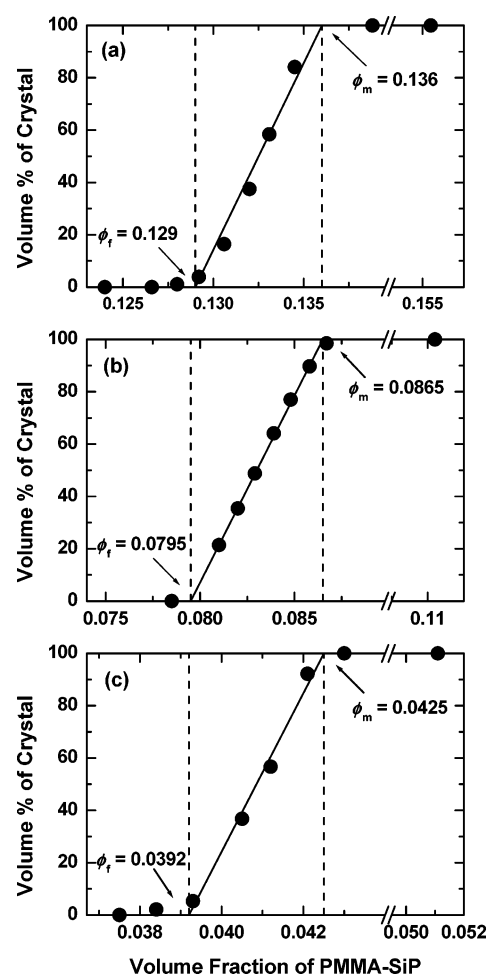 (a)
Volume % of Crystal
100
80
60
40
20
0
ϕf = 0.129
ϕm = 0.136
0.125 0.130 0.135 0.155
(b)
Volume % of Crystal
100
80
60
40
20
0
ϕf = 0.0795
ϕm = 0.0865
0.075 0.080 0.085 0.11
(c)
Volume % of Crystal
100
80
60
40
20
0
ϕf = 0.0392
ϕm = 0.0425
0.038 0.040 0.042 0.050 0.052
Volume Fraction of PMMA-SiP